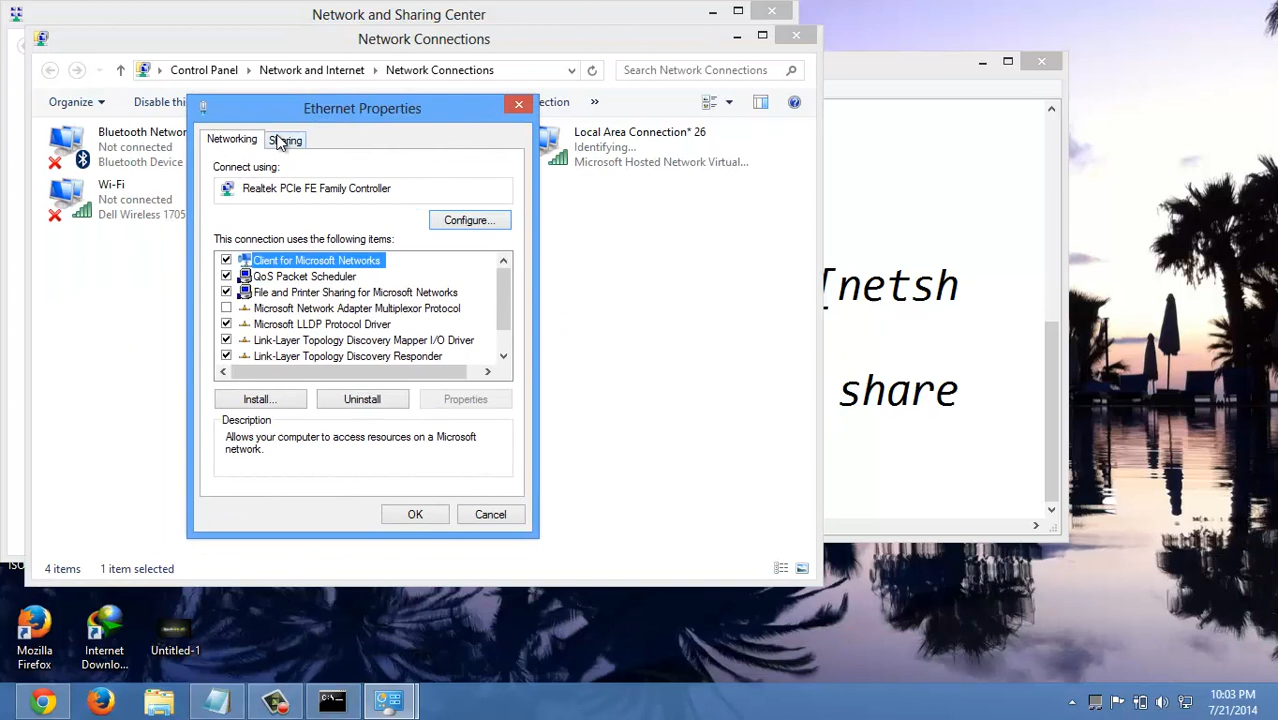 Network and Sharing Center
Network Connections
Control Panel Network and Internet Network Connections
Search Network Connections
Organize Disable this
Ethernet Properties
ection »
Networking Sharing
Bluetooth Networ
Not connected
Bluetooth Device
Wi-Fi
Not connected
Dell Wireless 1705
Local Area Connection* 26
Identifying...
Microsoft Hosted Network Virtual...
Connect using:
Realtek PCIe FE Family Controller
Configure...
This connection uses the following items:
Client for Microsoft Networks
QoS Packet Scheduler
File and Printer Sharing for Microsoft Networks
Microsoft Network Adapter Multiplexor Protocol
Microsoft LLDP Protocol Driver
Link-Layer Topology Discovery Mapper I/O Driver
Link-Layer Topology Discovery Responder
Install... Uninstall Properties
Description
Allows your computer to access resources on a Microsoft
network.
OK Cancel
[netsh
share
4 items 1 item selected
Mozilla
Firefox
Internet
Downlo...
Untitled-1
C:\
10:03 PM
7/21/2014